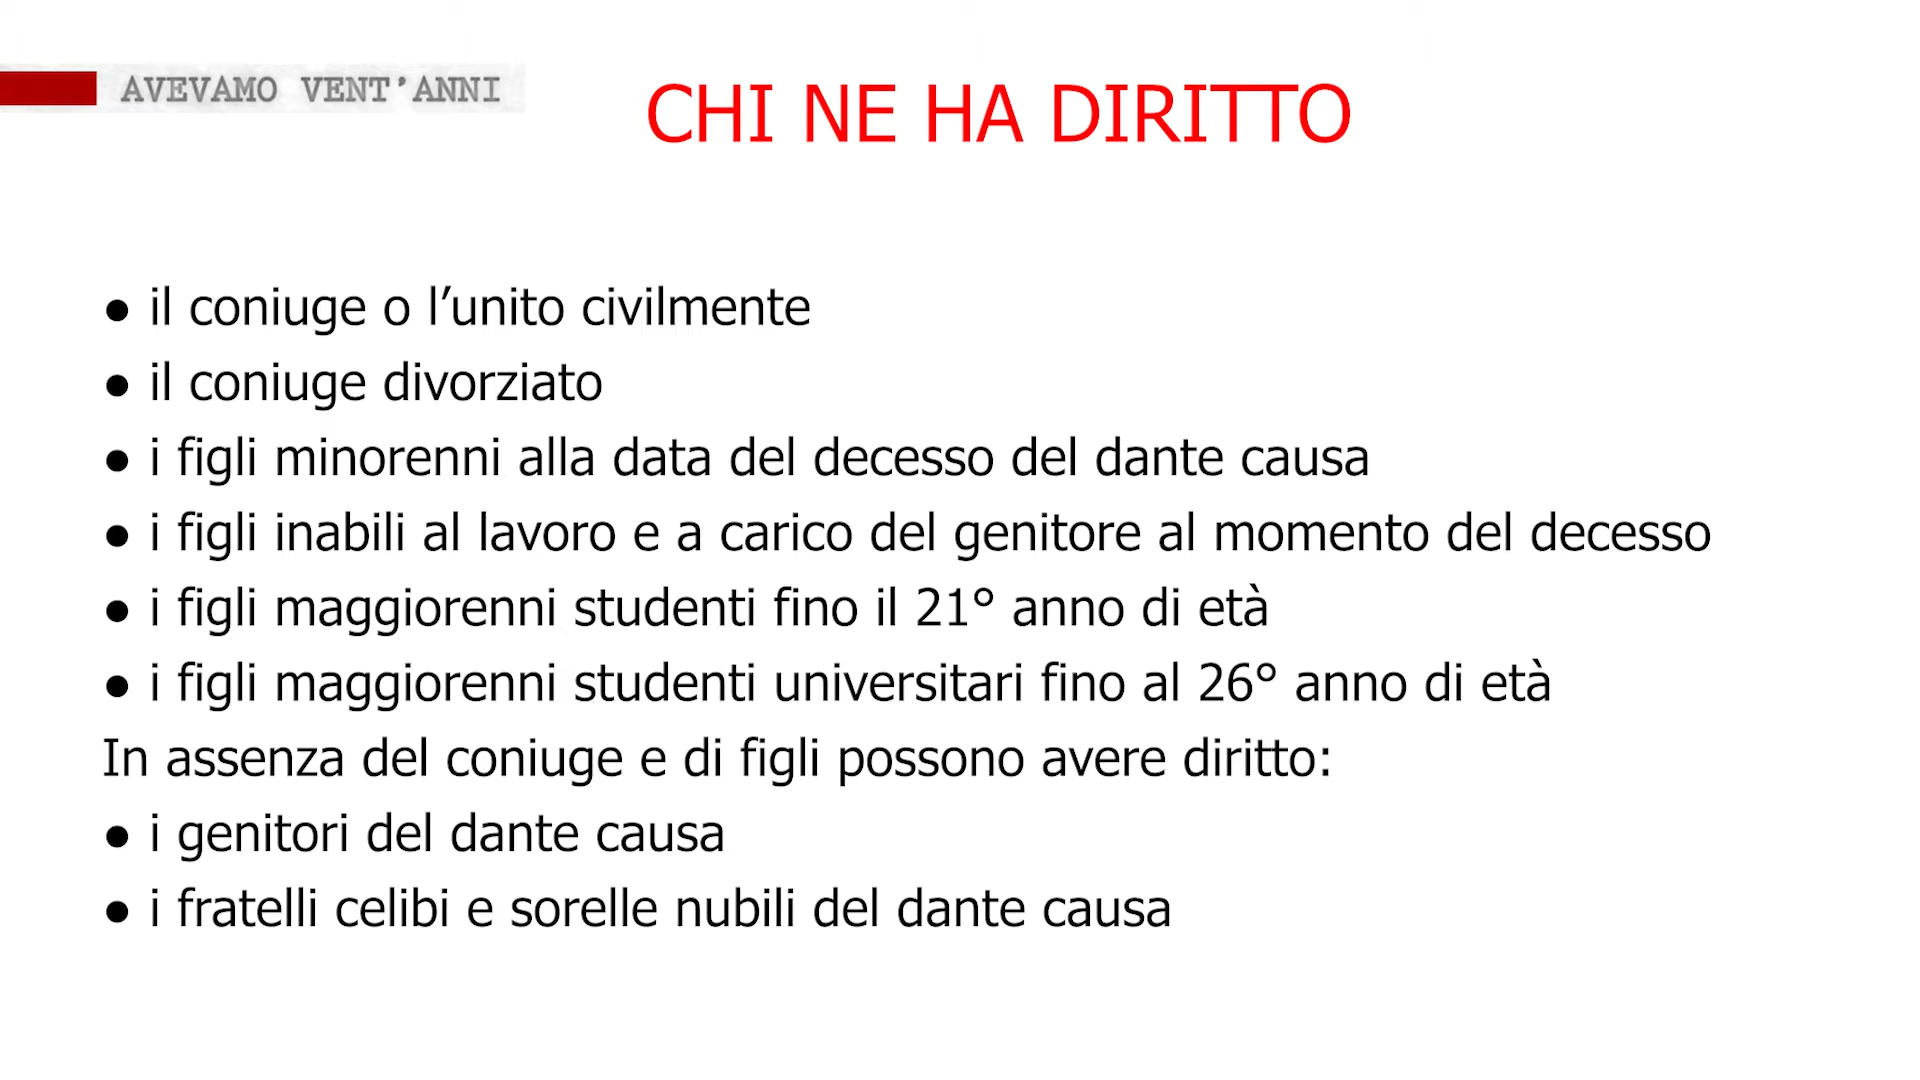 AVEVAMO VENT'ANNI
CHI NE HA DIRITTO
● il coniuge o l’unito civilmente
● il coniuge divorziato
● i figli minorenni alla data del decesso del dante causa
● i figli inabili al lavoro e a carico del genitore al momento del decesso
● i figli maggiorenni studenti fino il 21° anno di età
● i figli maggiorenni studenti universitari fino al 26° anno di età
In assenza del coniuge e di figli possono avere diritto:
● i genitori del dante causa
● i fratelli celibi e sorelle nubili del dante causa